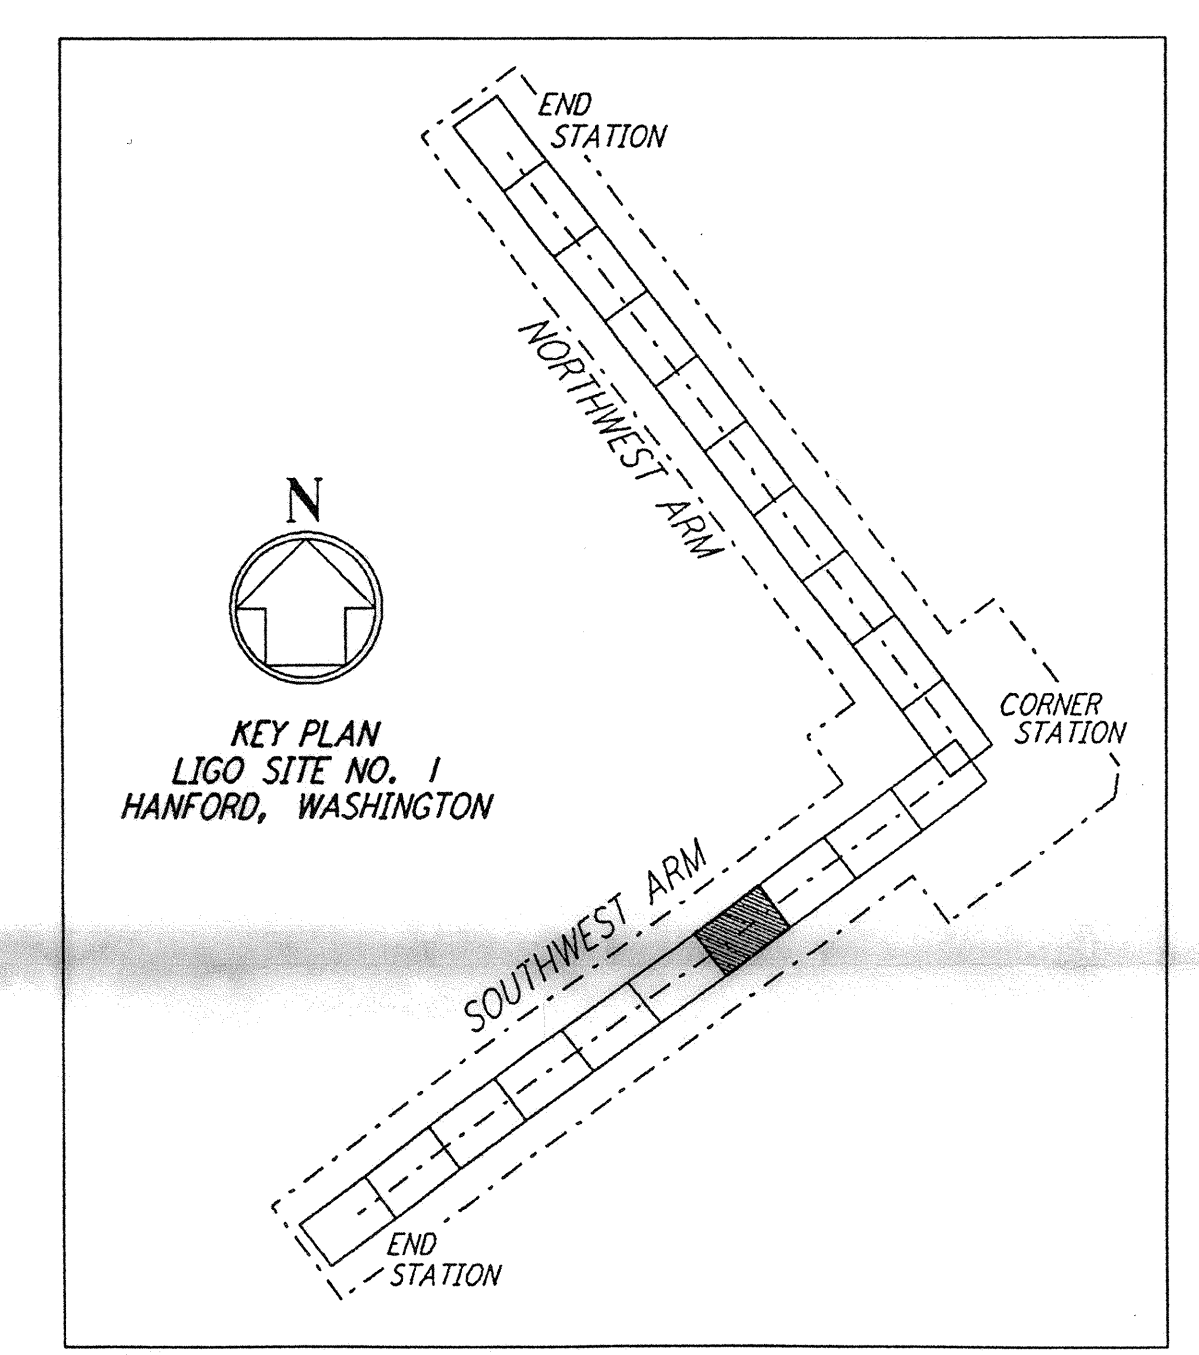 END
STATION
NORTHWEST ARM
N
CORNER
STATION
KEY PLAN
LIGO SITE NO. 1
HANFORD, WASHINGTON
SOUTHWEST ARM
END
STATION